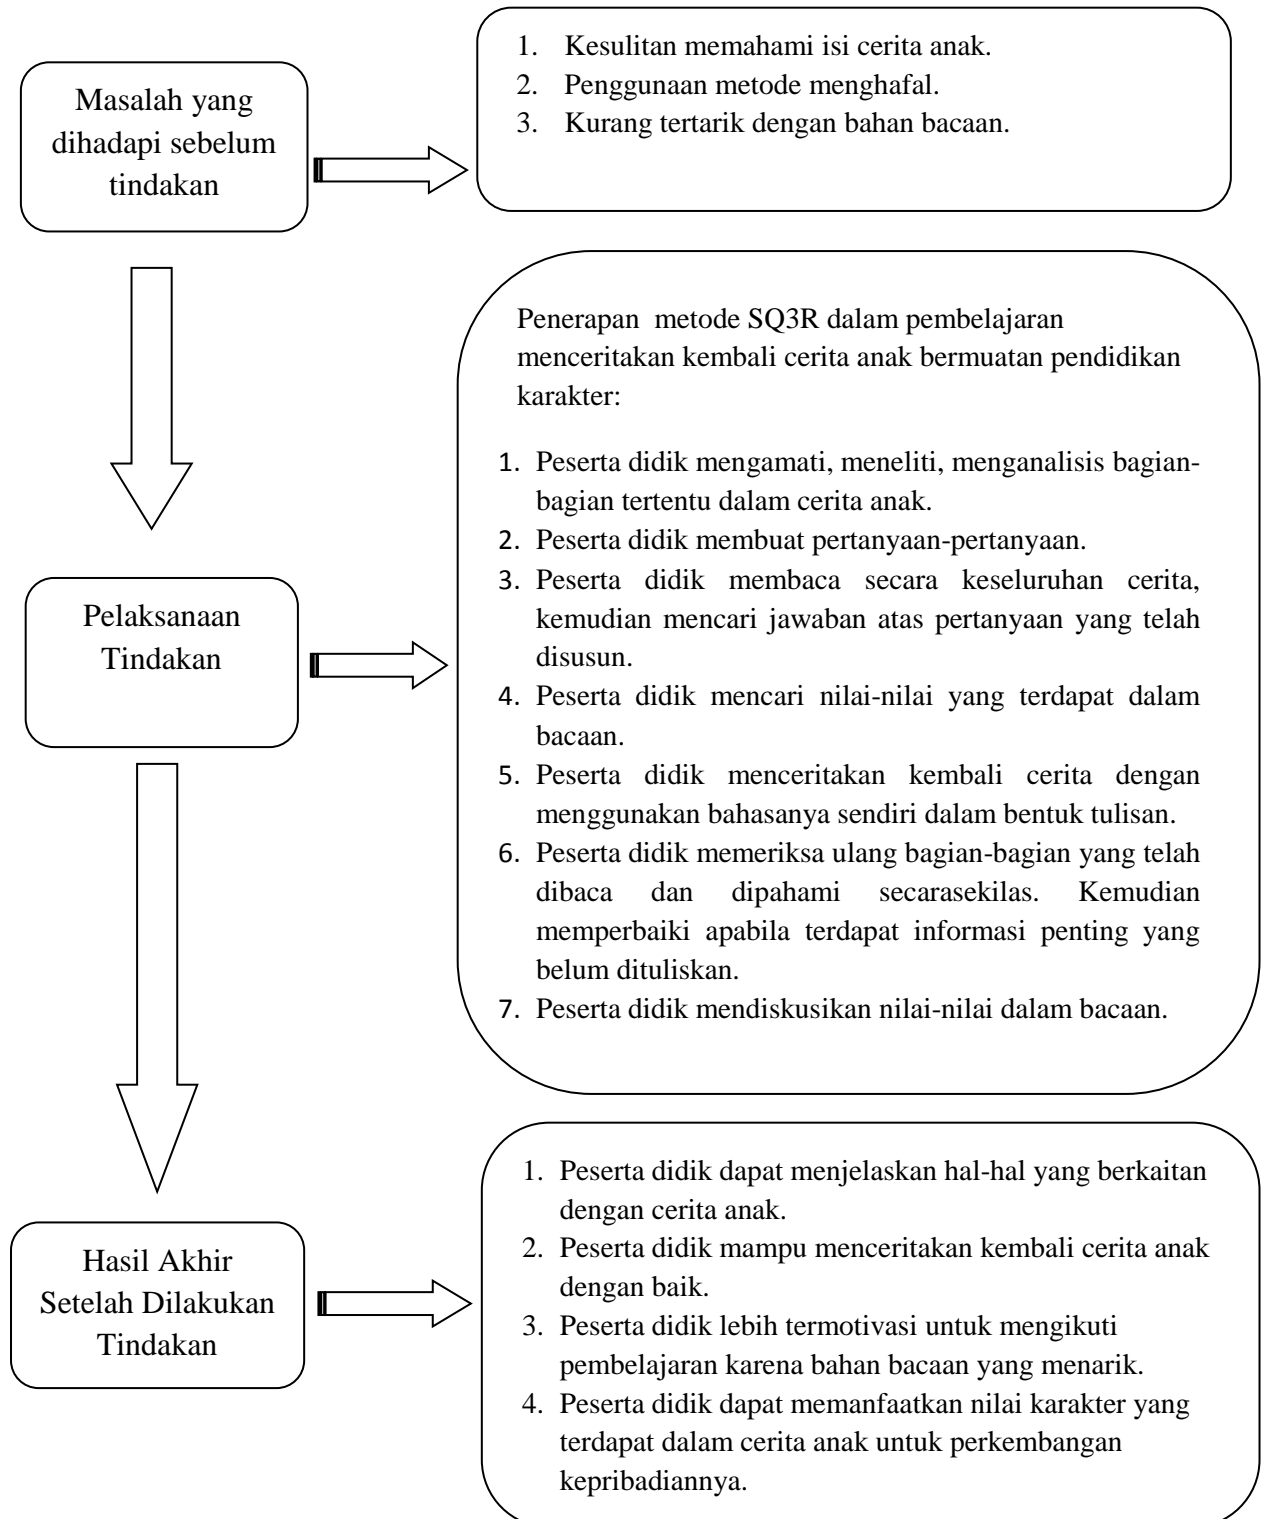 Masalah yang
dihadapi sebelum
tindakan
1. Kesulitan memahami isi cerita anak.
2. Penggunaan metode menghafal.
3. Kurang tertarik dengan bahan bacaan.
Pelaksanaan
Tindakan
Penerapan metode SQ3R dalam pembelajaran
menceritakan kembali cerita anak bermuatan pendidikan
karakter:
1. Peserta didik mengamati, meneliti, menganalisis bagian-
bagian tertentu dalam cerita anak.
2. Peserta didik membuat pertanyaan-pertanyaan.
3. Peserta didik membaca secara keseluruhan cerita,
kemudian mencari jawaban atas pertanyaan yang telah
disusun.
4. Peserta didik mencari nilai-nilai yang terdapat dalam
bacaan.
5. Peserta didik menceritakan kembali cerita dengan
menggunakan bahasanya sendiri dalam bentuk tulisan.
6. Peserta didik memeriksa ulang bagian-bagian yang telah
dibaca dan dipahami secarasekilas. Kemudian
memperbaiki apabila terdapat informasi penting yang
belum dituliskan.
7. Peserta didik mendiskusikan nilai-nilai dalam bacaan.
Hasil Akhir
Setelah Dilakukan
Tindakan
1. Peserta didik dapat menjelaskan hal-hal yang berkaitan
dengan cerita anak.
2. Peserta didik mampu menceritakan kembali cerita anak
dengan baik.
3. Peserta didik lebih termotivasi untuk mengikuti
pembelajaran karena bahan bacaan yang menarik.
4. Peserta didik dapat memanfaatkan nilai karakter yang
terdapat dalam cerita anak untuk perkembangan
kepribadiannya.